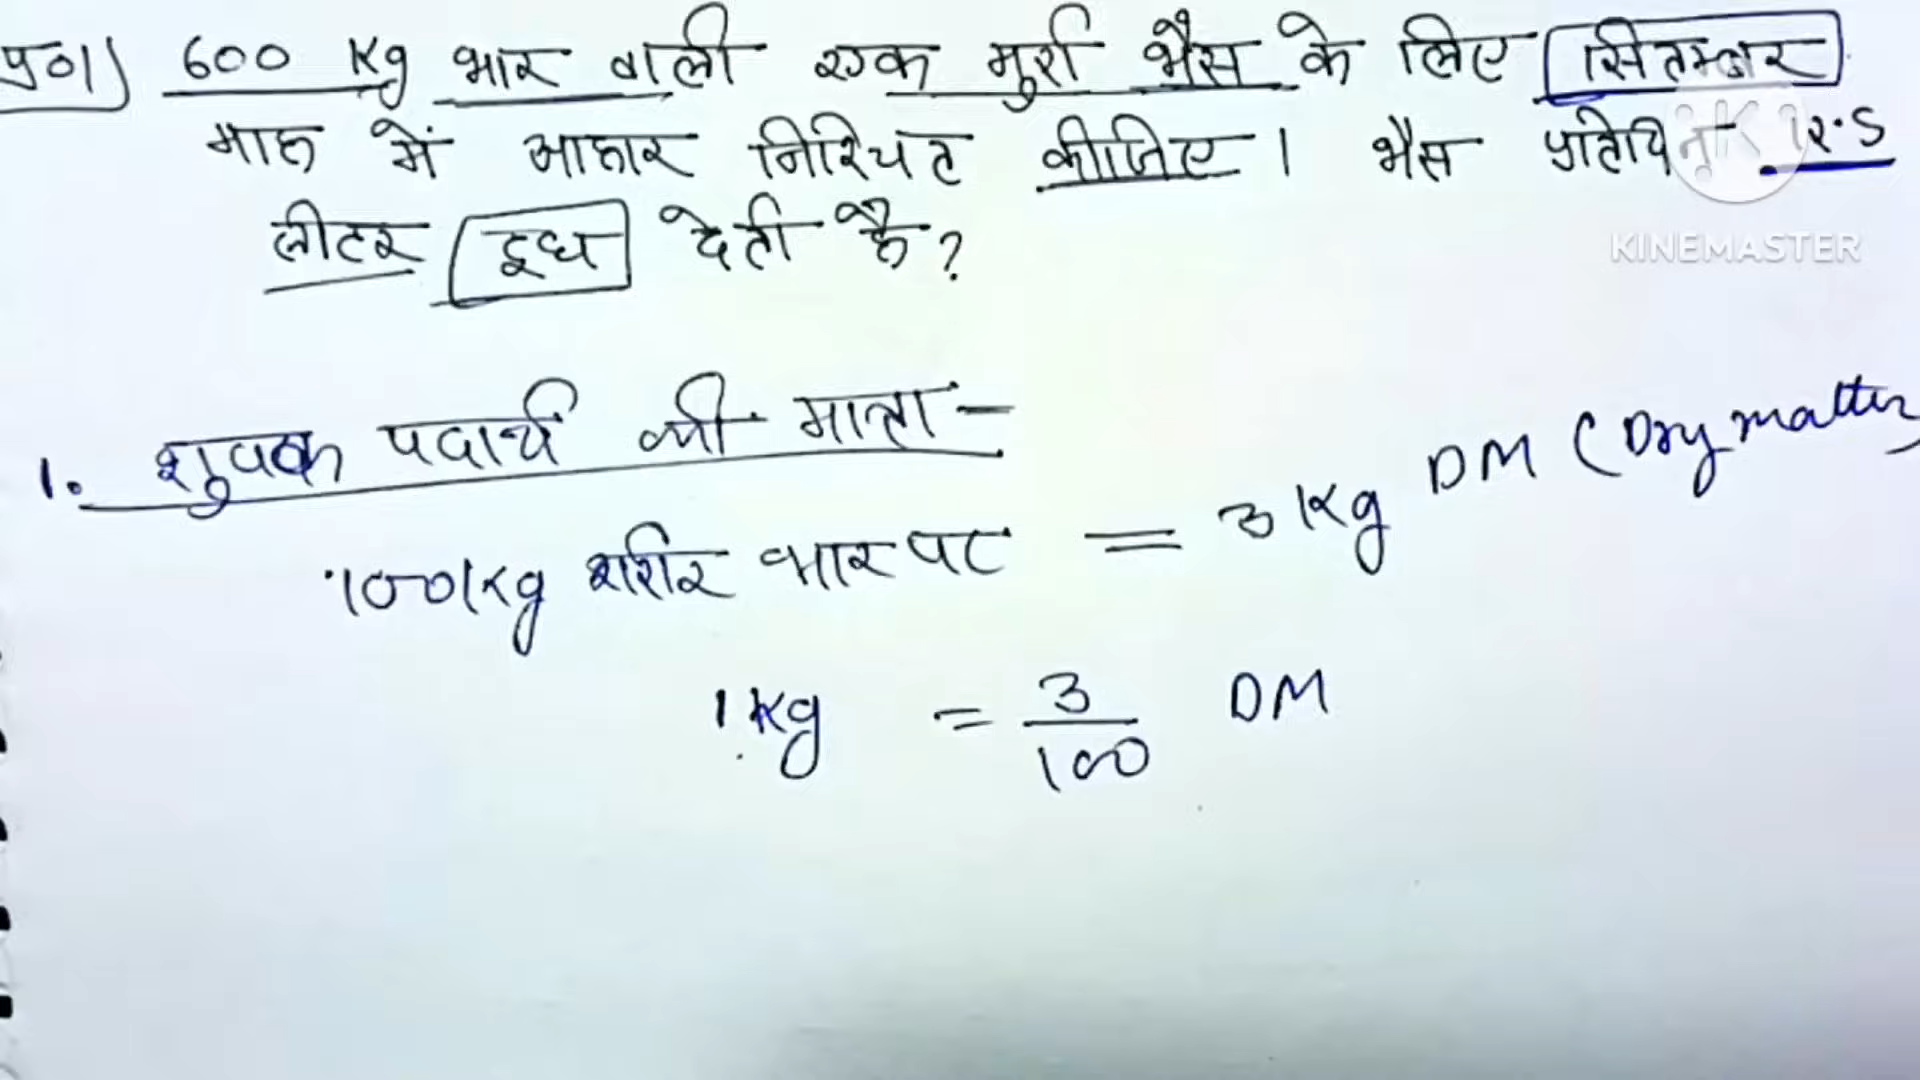 प्र०1) 600 Kg भार वाली एक मुर्रा भैंस के लिए सितम्बर
माह में आहार निश्चित कीजिए। भैंस प्रतिदिन 12.5
लीटर दूध देती है?
KINEMASTER
1. शुष्क पदार्थ की मात्रा -
100 Kg शरीर भार पर = 3 Kg DM (Dry matter
1 Kg = 3/100 DM